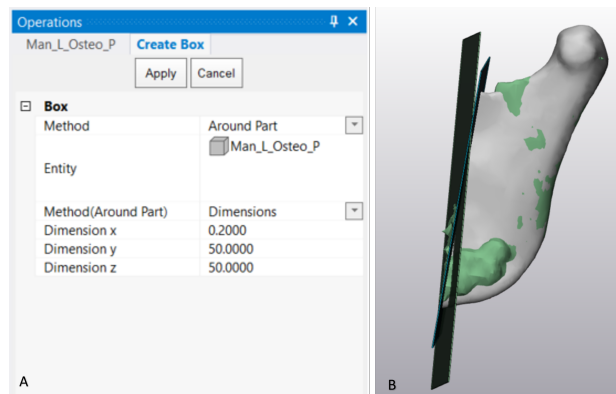 Operations
Man_L_Osteo_P Create Box
Apply Cancel
Box
Method Around Part
Man_L_Osteo_P
Entity
Method(Around Part) Dimensions
Dimension x 0.2000
Dimension y 50.0000
Dimension z 50.0000
A
B